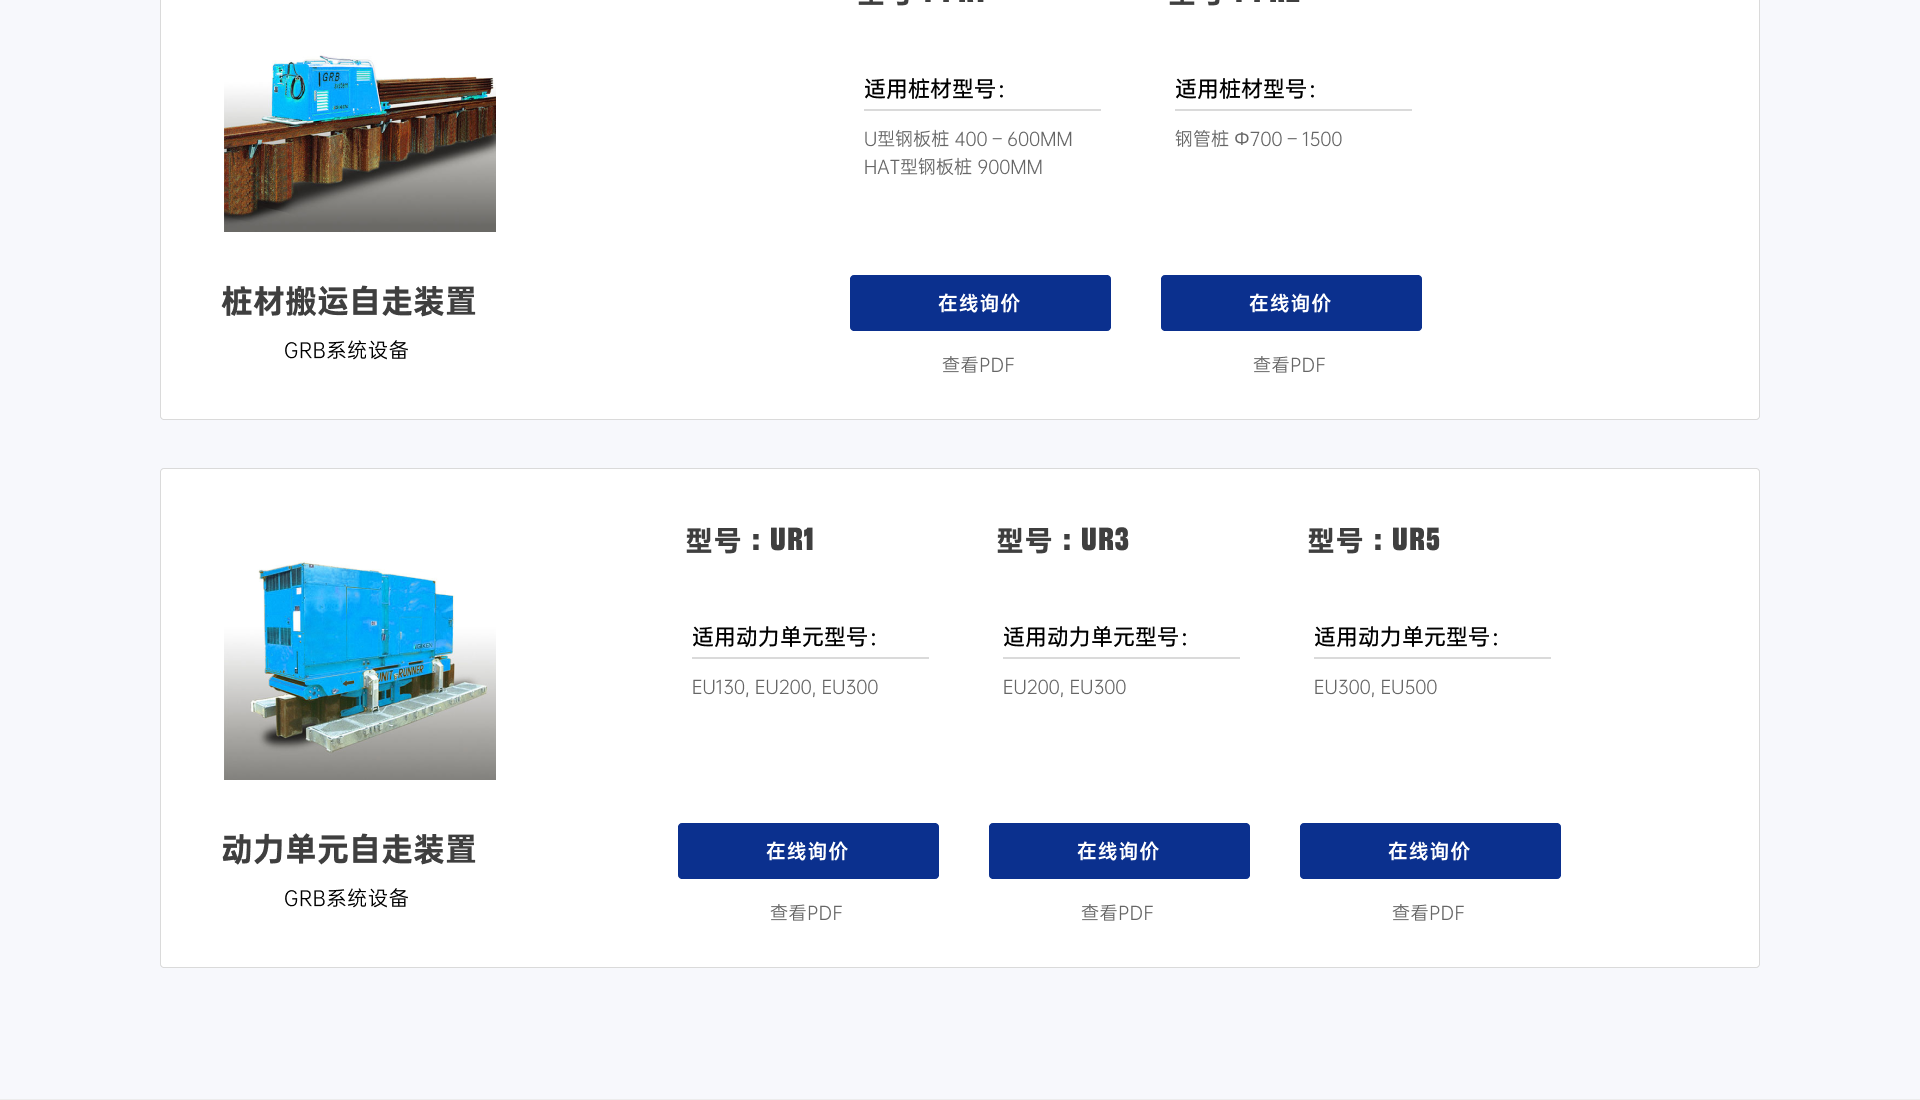 适用桩材型号：
U型钢板桩 400 – 600MM
HAT型钢板桩 900MM
在线询价
查看PDF
适用桩材型号：
钢管桩 Φ700 – 1500
在线询价
查看PDF
GRB
桩材搬运自走装置
GRB系统设备
UNIT RUNNER
动力单元自走装置
GRB系统设备
型号：UR1
适用动力单元型号：
EU130, EU200, EU300
在线询价
查看PDF
型号：UR3
适用动力单元型号：
EU200, EU300
在线询价
查看PDF
型号：UR5
适用动力单元型号：
EU300, EU500
在线询价
查看PDF